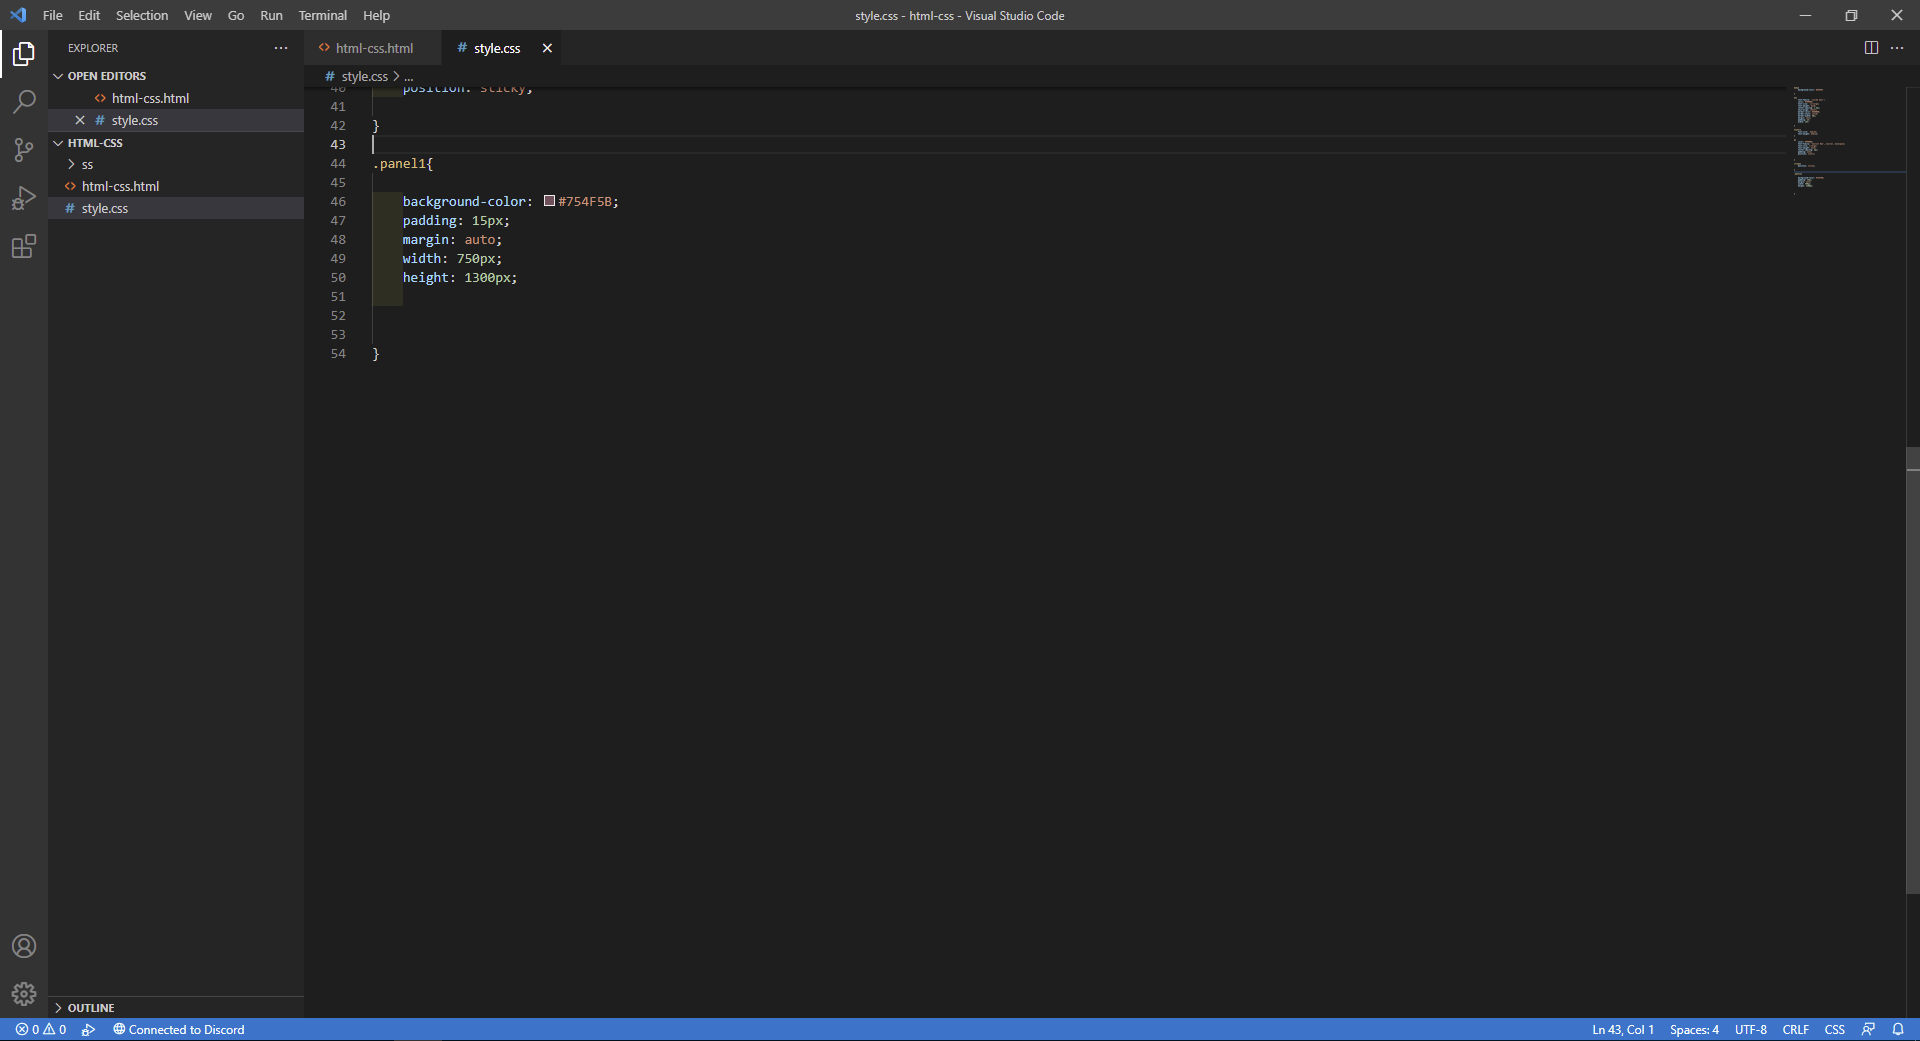 File Edit Selection View Go Run Terminal Help
style.css - html-css - Visual Studio Code
EXPLORER
OPEN EDITORS
html-css.html
style.css
HTML-CSS
ss
html-css.html
style.css
OUTLINE
html-css.html
style.css
style.css > ...
40 position: sticky;
41
42 }
43
44 .panel1{
45
46 background-color: #754F5B;
47 padding: 15px;
48 margin: auto;
49 width: 750px;
50 height: 1300px;
51
52
53
54 }
0 0 Connected to Discord
Ln 43, Col 1 Spaces: 4 UTF-8 CRLF CSS